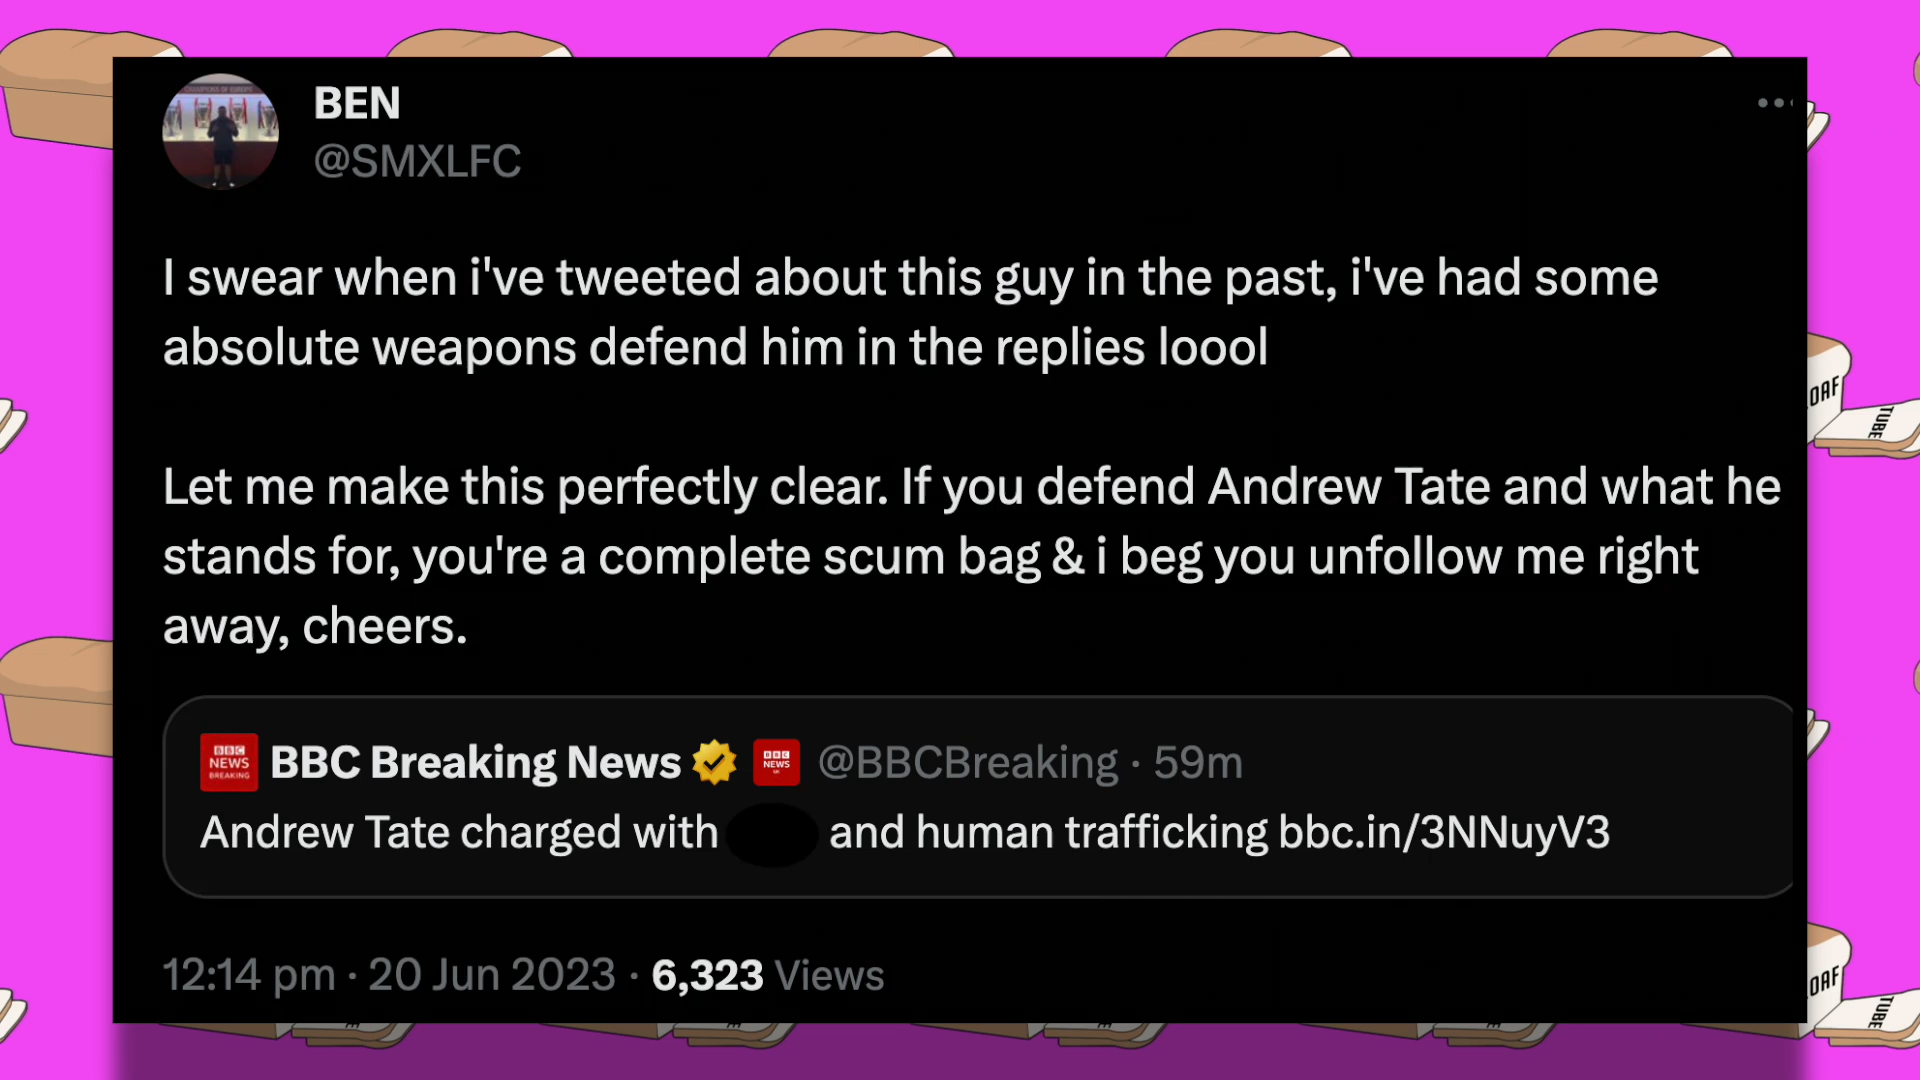 BEN
@SMXLFC
I swear when i've tweeted about this guy in the past, i've had some
absolute weapons defend him in the replies loool
Let me make this perfectly clear. If you defend Andrew Tate and what he
stands for, you're a complete scum bag & i beg you unfollow me right
away, cheers.
BBC NEWS BREAKING BBC Breaking News BBC NEWS @BBCBreaking · 59m
Andrew Tate charged with and human trafficking bbc.in/3NNuyV3
12:14 pm · 20 Jun 2023 · 6,323 Views
OAF
TUBE
OAF
TUBE